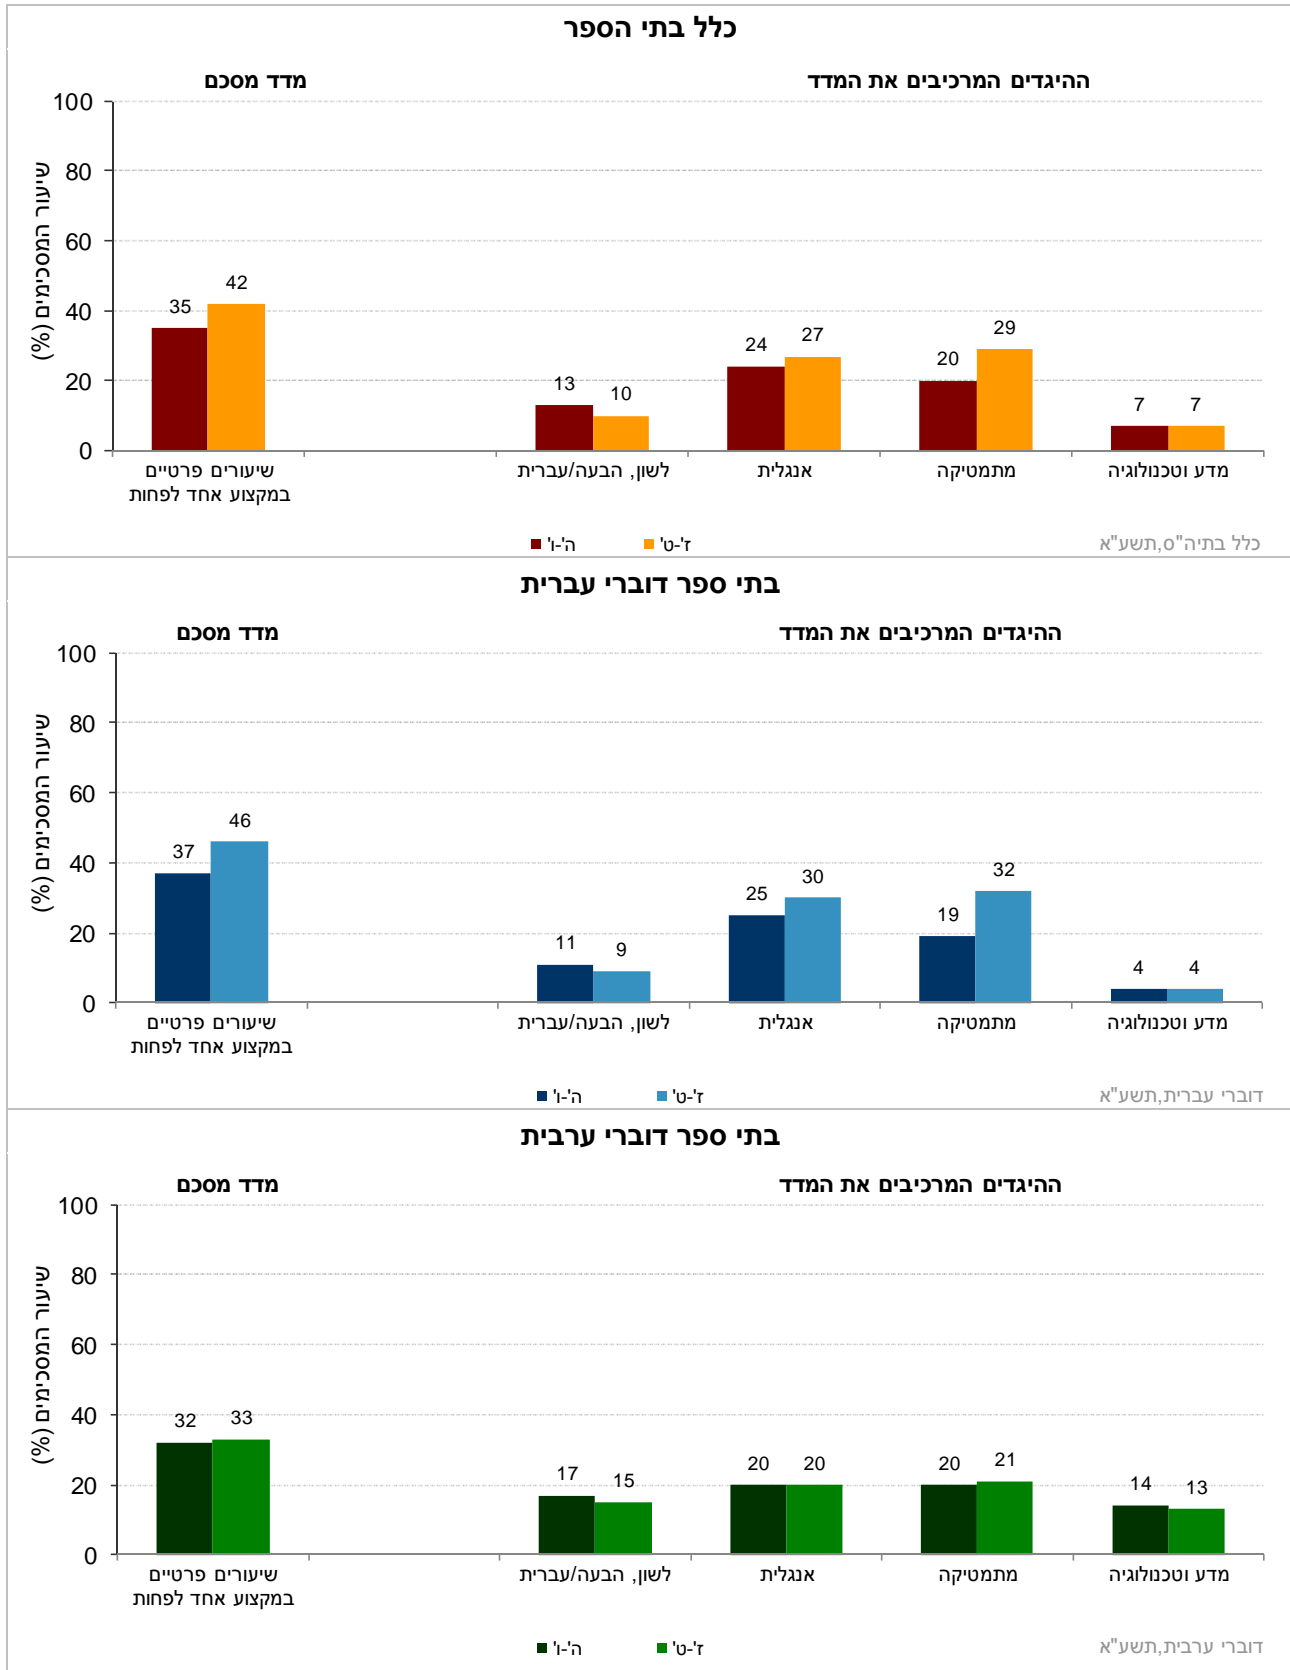 כלל בתי הספר
מדד מסכם
ההיגדים המרכיבים את המדד
שיעור המסכימים (%)
100
80
60
40
20
0
35
42
13
10
24
27
20
29
7
7
שיעורים פרטיים
במקצוע אחד לפחות
לשון, הבעה/עברית
אנגלית
מתמטיקה
מדע וטכנולוגיה
ה'-ו'
ז'-ט'
כלל בתיה"ס,תשע"א
בתי ספר דוברי עברית
מדד מסכם
ההיגדים המרכיבים את המדד
שיעור המסכימים (%)
100
80
60
40
20
0
37
46
11
9
25
30
19
32
4
4
שיעורים פרטיים
במקצוע אחד לפחות
לשון, הבעה/עברית
אנגלית
מתמטיקה
מדע וטכנולוגיה
ה'-ו'
ז'-ט'
דוברי עברית,תשע"א
בתי ספר דוברי ערבית
מדד מסכם
ההיגדים המרכיבים את המדד
שיעור המסכימים (%)
100
80
60
40
20
0
32
33
17
15
20
20
20
21
14
13
שיעורים פרטיים
במקצוע אחד לפחות
לשון, הבעה/עברית
אנגלית
מתמטיקה
מדע וטכנולוגיה
ה'-ו'
ז'-ט'
דוברי ערבית,תשע"א